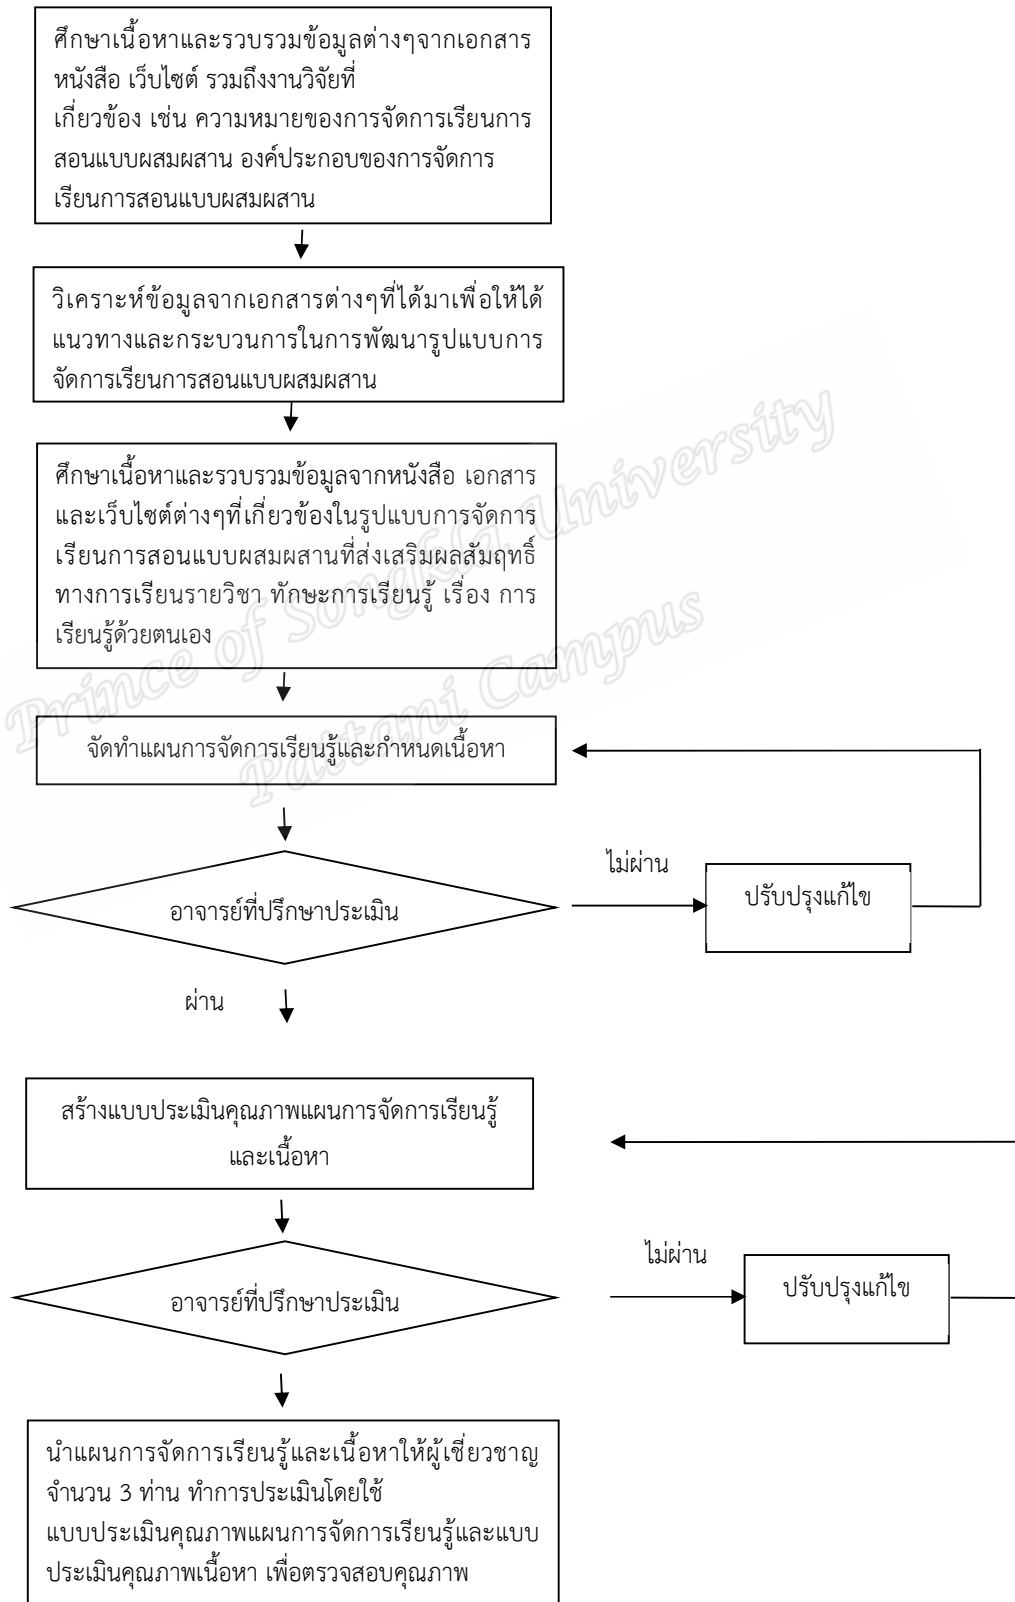 ศึกษาเนื้อหาและรวบรวมข้อมูลต่างๆจากเอกสาร
หนังสือ เว็บไซต์ รวมถึงงานวิจัยที่
เกี่ยวข้อง เช่น ความหมายของการจัดการเรียนการ
สอนแบบผสมผสาน องค์ประกอบของการจัดการ
เรียนการสอนแบบผสมผสาน
วิเคราะห์ข้อมูลจากเอกสารต่างๆที่ได้มาเพื่อให้ได้
แนวทางและกระบวนการในการพัฒนารูปแบบการ
จัดการเรียนการสอนแบบผสมผสาน
ศึกษาเนื้อหาและรวบรวมข้อมูลจากหนังสือ เอกสาร
และเว็บไซต์ต่างๆที่เกี่ยวข้องในรูปแบบการจัดการ
เรียนการสอนแบบผสมผสานที่ส่งเสริมผลสัมฤทธิ์
ทางการเรียนรายวิชา ทักษะการเรียนรู้ เรื่อง การ
เรียนรู้ด้วยตนเอง
Prince of Songkla University
Pattani Campus
จัดทำแผนการจัดการเรียนรู้และกำหนดเนื้อหา
อาจารย์ที่ปรึกษาประเมิน
ไม่ผ่าน
ปรับปรุงแก้ไข
ผ่าน
สร้างแบบประเมินคุณภาพแผนการจัดการเรียนรู้
และเนื้อหา
อาจารย์ที่ปรึกษาประเมิน
ไม่ผ่าน
ปรับปรุงแก้ไข
นำแผนการจัดการเรียนรู้และเนื้อหาให้ผู้เชี่ยวชาญ
จำนวน 3 ท่าน ทำการประเมินโดยใช้
แบบประเมินคุณภาพแผนการจัดการเรียนรู้และแบบ
ประเมินคุณภาพเนื้อหา เพื่อตรวจสอบคุณภาพ